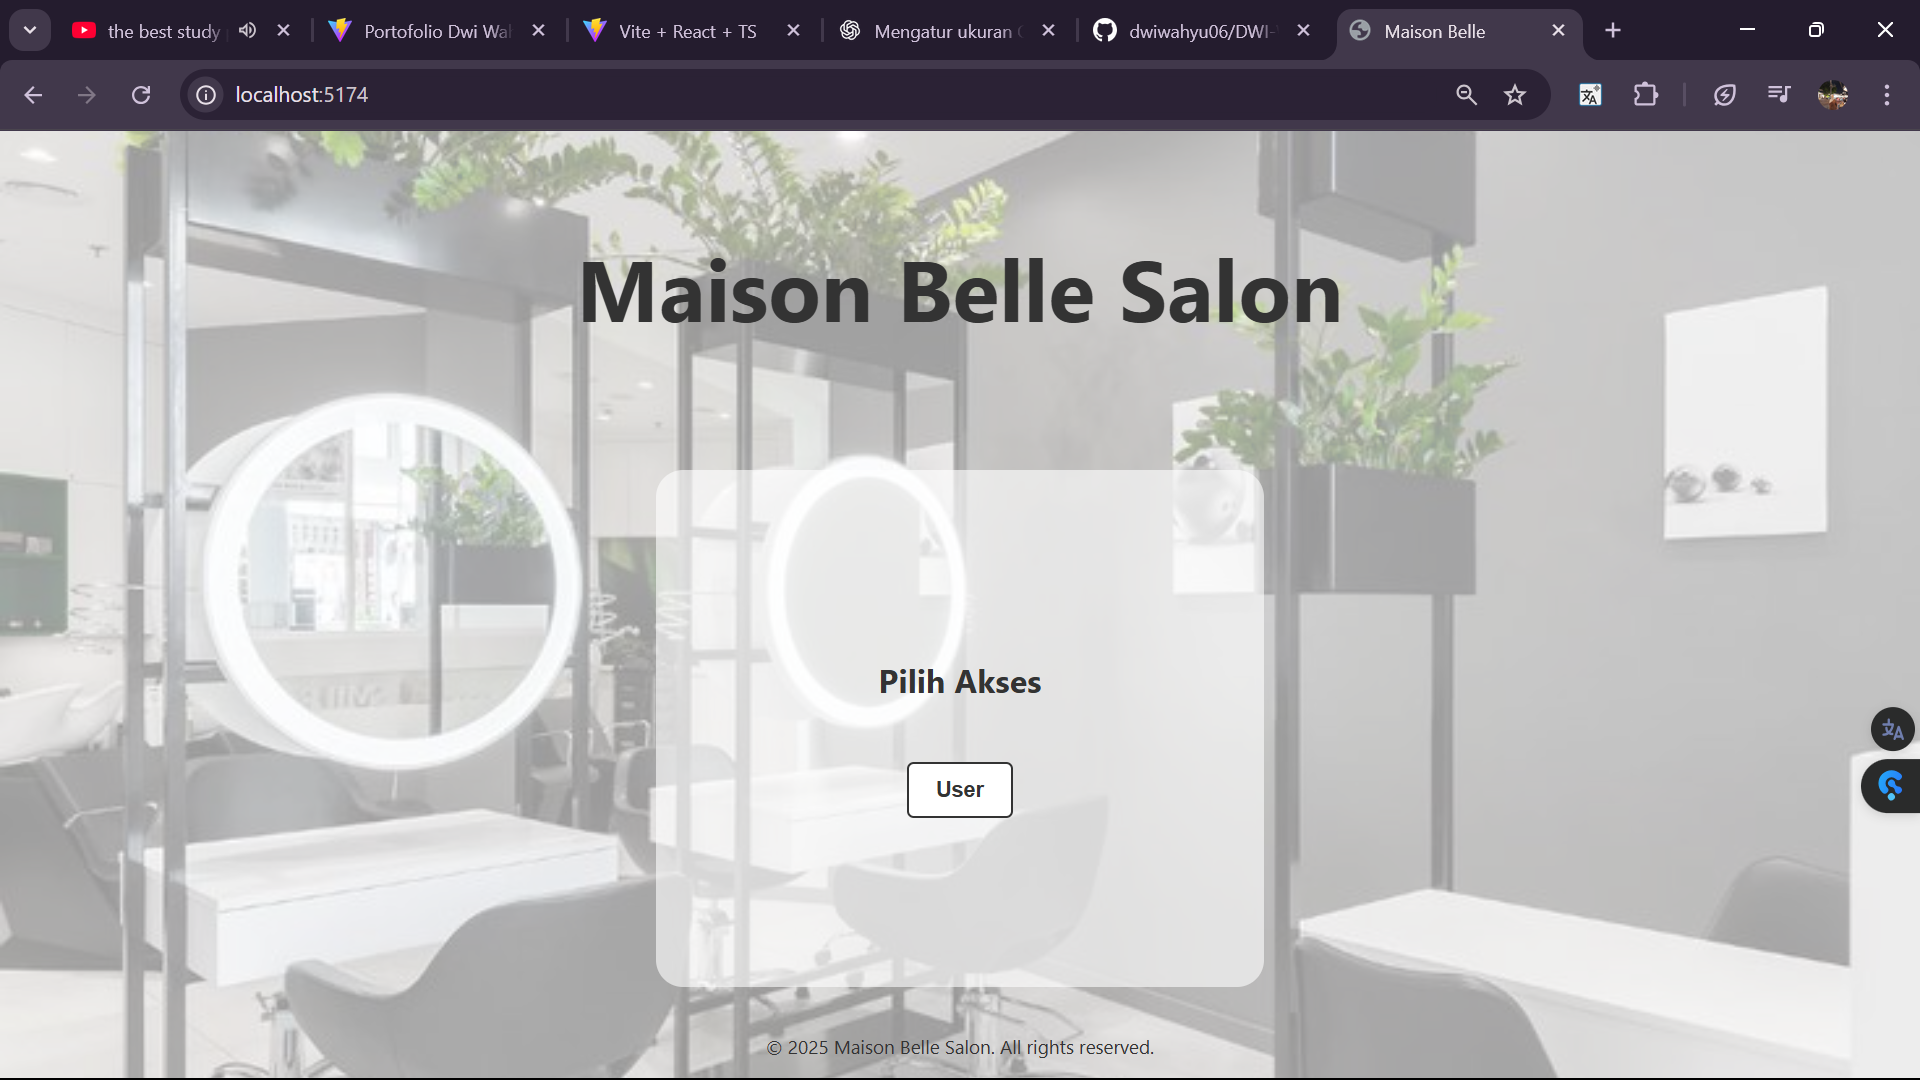 the best study
Portofolio Dwi Wah
Vite + React + TS
Mengatur ukuran
dwiwahyu06/DWI-
Maison Belle
localhost:5174
Maison Belle Salon
Pilih Akses
User
© 2025 Maison Belle Salon. All rights reserved.